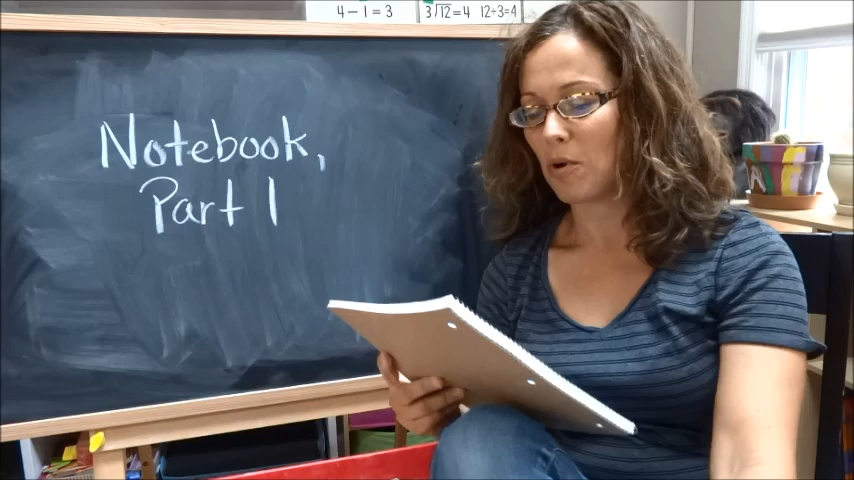 4 − 1 = 3
3⟌12 = 4 12÷3=4
Notebook,
Part 1